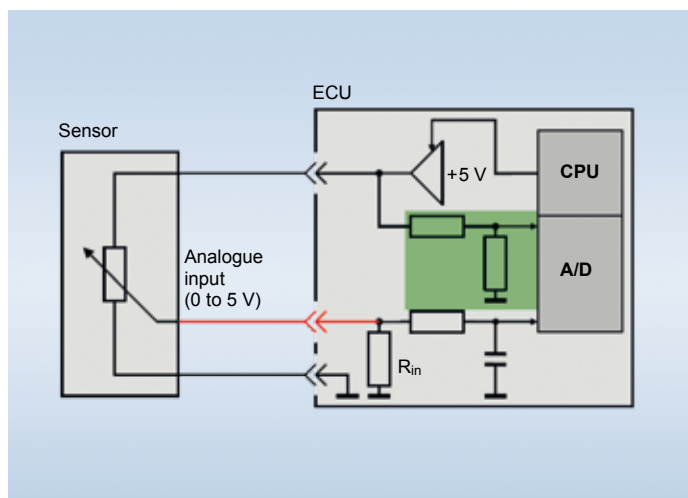 ECU
Sensor
+5 V
CPU
Analogue
input
(0 to 5 V)
A/D
Rin